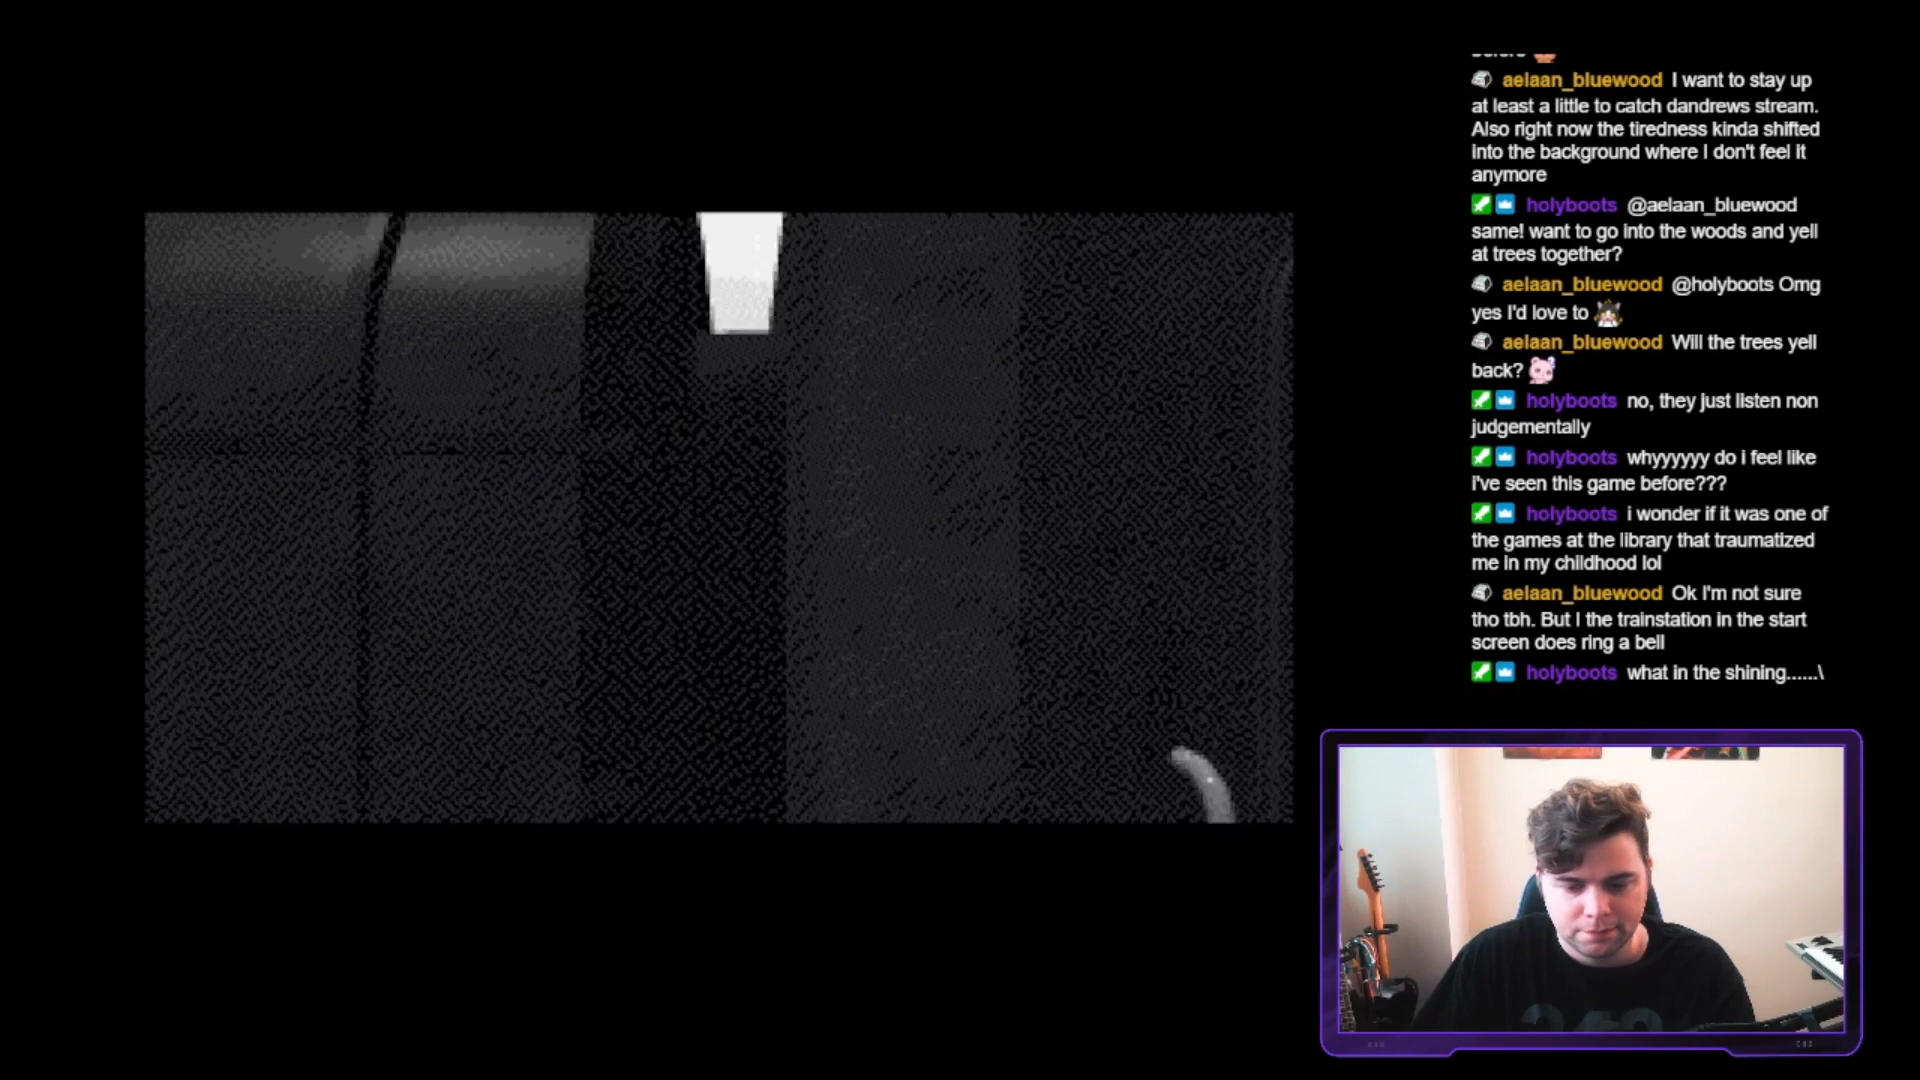 aelaan_bluewood I want to stay up
at least a little to catch dandrews stream.
Also right now the tiredness kinda shifted
into the background where I don't feel it
anymore
holyboots @aelaan_bluewood
same! want to go into the woods and yell
at trees together?
aelaan_bluewood @holyboots Omg
yes I'd love to
aelaan_bluewood Will the trees yell
back?
holyboots no, they just listen non
judgementally
holyboots whyyyyyy do i feel like
I've seen this game before???
holyboots i wonder if it was one of
the games at the library that traumatized
me in my childhood lol
aelaan_bluewood Ok I'm not sure
tho tbh. But I the trainstation in the start
screen does ring a bell
holyboots what in the shining......\